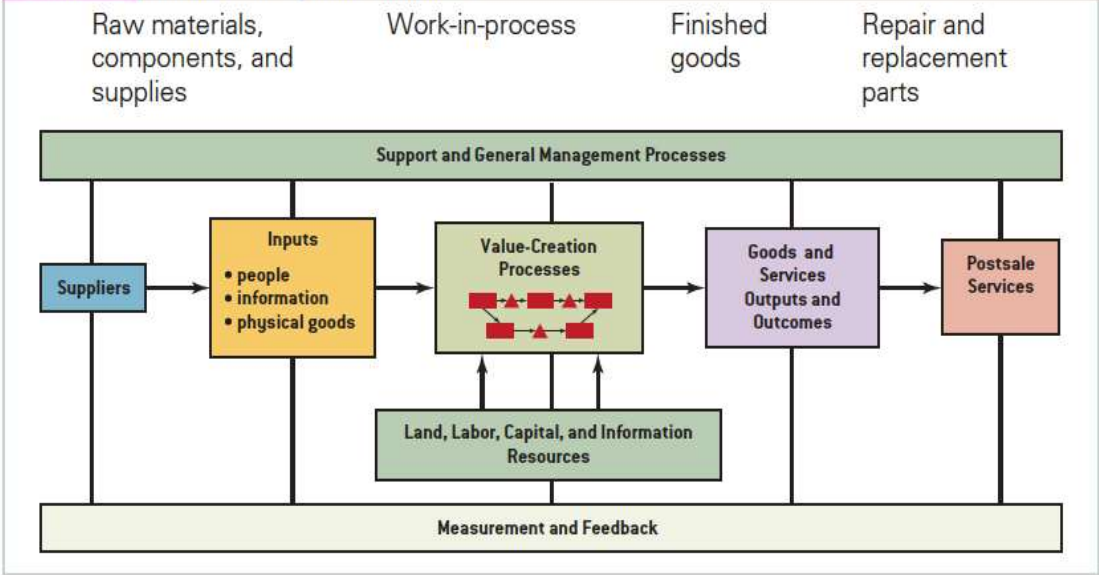 Raw materials,
components, and
supplies
Work-in-process
Finished
goods
Repair and
replacement
parts
Support and General Management Processes
Suppliers
Inputs
• people
• information
• physical goods
Value-Creation
Processes
Goods and
Services
Outputs and
Outcomes
Postsale
Services
Land, Labor, Capital, and Information
Resources
Measurement and Feedback